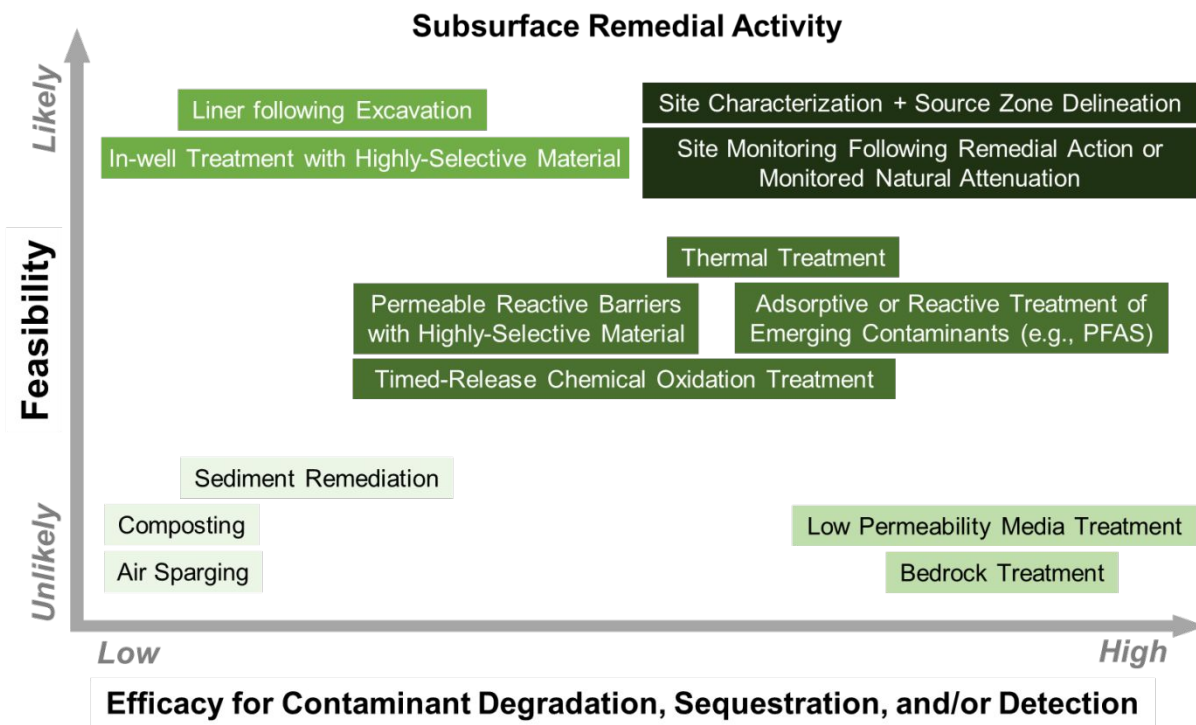 Subsurface Remedial Activity
Likely
Feasibility
Unlikely
Liner following Excavation
In-well Treatment with Highly-Selective Material
Site Characterization + Source Zone Delineation
Site Monitoring Following Remedial Action or
Monitored Natural Attenuation
Thermal Treatment
Permeable Reactive Barriers
with Highly-Selective Material
Adsorptive or Reactive Treatment of
Emerging Contaminants (e.g., PFAS)
Timed-Release Chemical Oxidation Treatment
Sediment Remediation
Composting
Air Sparging
Low Permeability Media Treatment
Bedrock Treatment
Low
High
Efficacy for Contaminant Degradation, Sequestration, and/or Detection